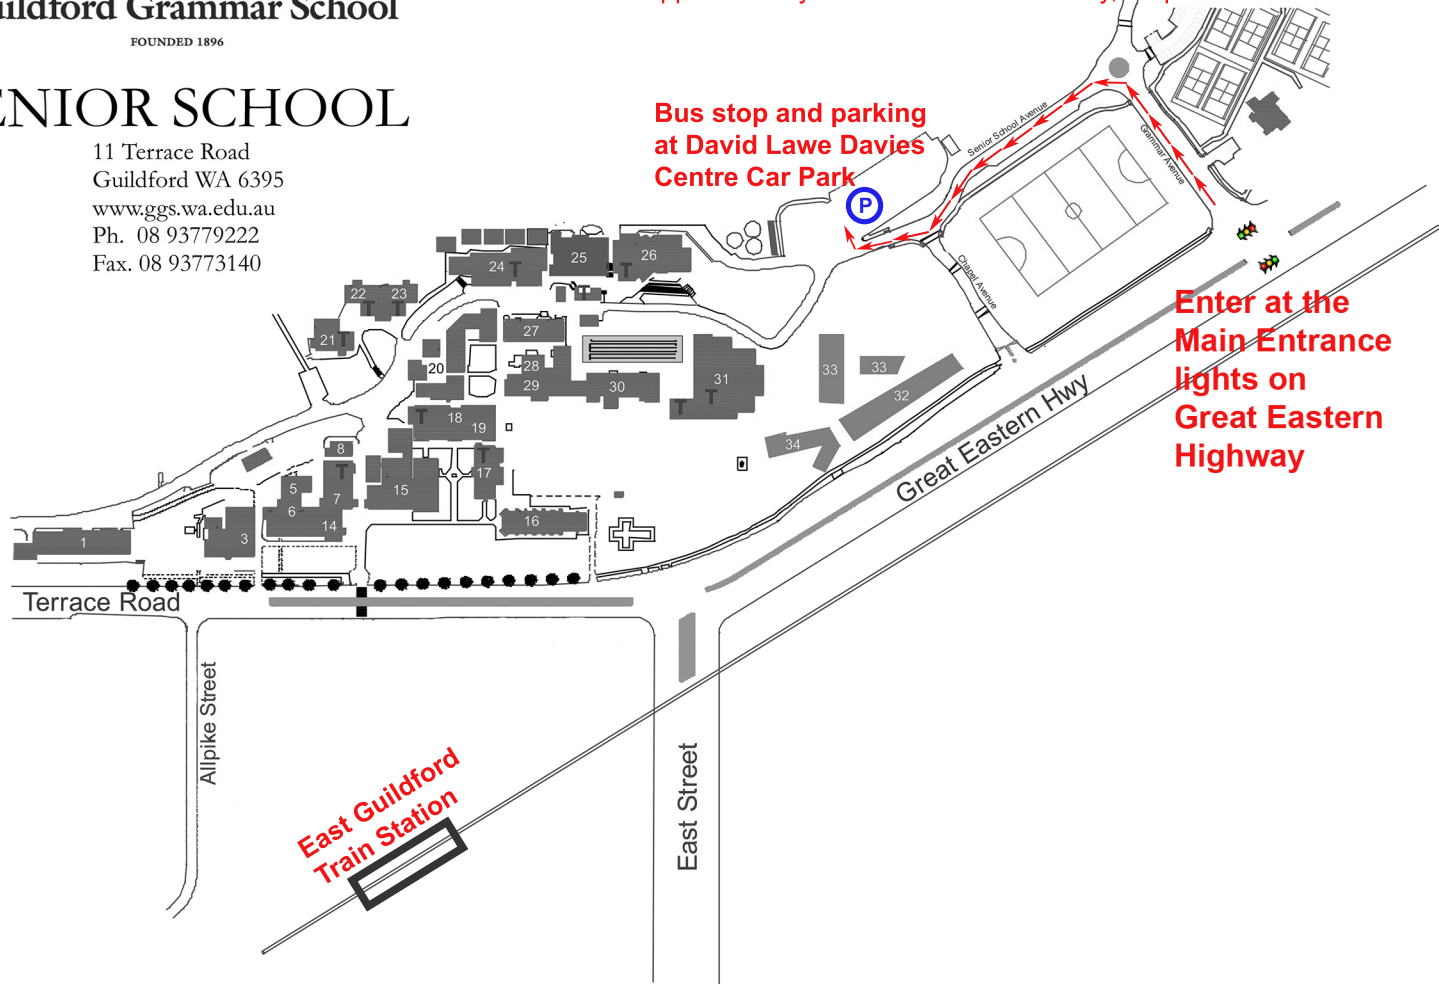 uildford Grammar School
FOUNDED 1896
ENIOR SCHOOL
11 Terrace Road
Guildford WA 6395
www.ggs.wa.edu.au
Ph. 08 93779222
Fax. 08 93773140
Bus stop and parking
at David Lawe Davies
Centre Car Park
P
Senior School Avenue
Grammar Avenue
Chapel Avenue
Enter at the
Main Entrance
lights on
Great Eastern
Highway
Great Eastern Hwy
26
25
24
T
T
T
22
23
T
T
21
T
27
20
28
29
30
31
T
T
33
33
32
34
18
19
T
17
T
8
T
5
7
6
14
15
16
1
3
Terrace Road
Allpike Street
East Street
East Guildford
Train Station